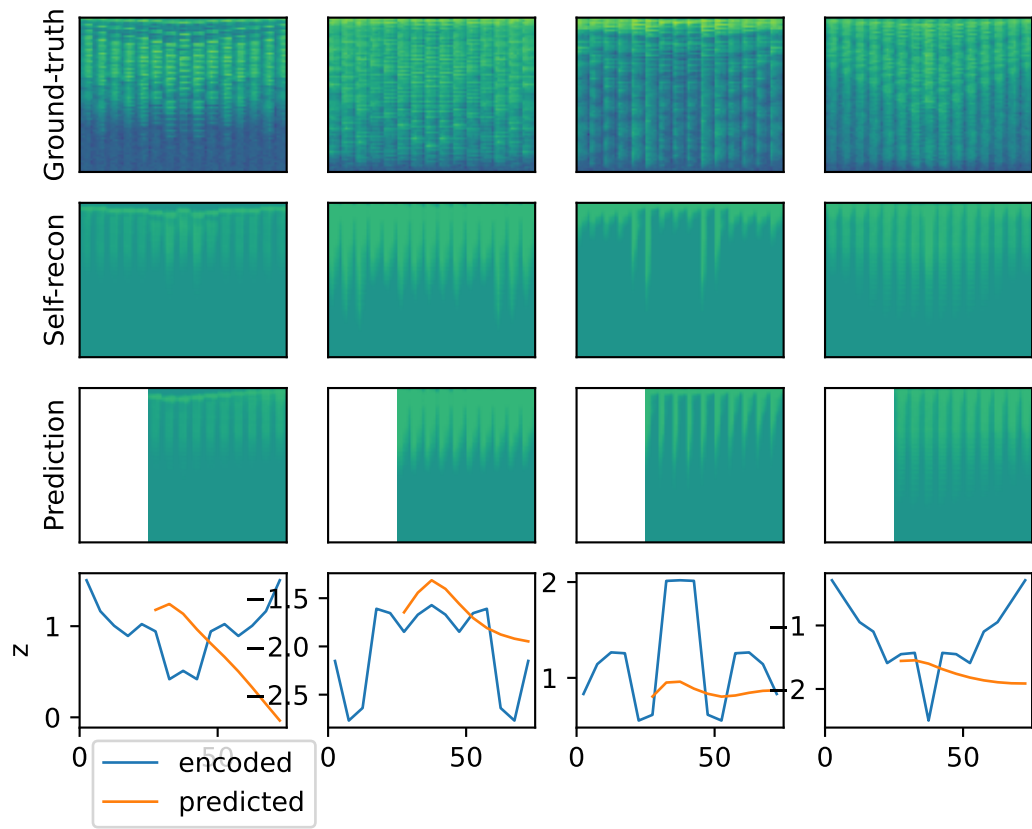 Ground-truth
Self-recon
Prediction
z
1
0
−1.5
−2.0
−2.5
2
1
−1
−2
0 50
0 50
0 50
0 50
encoded
predicted